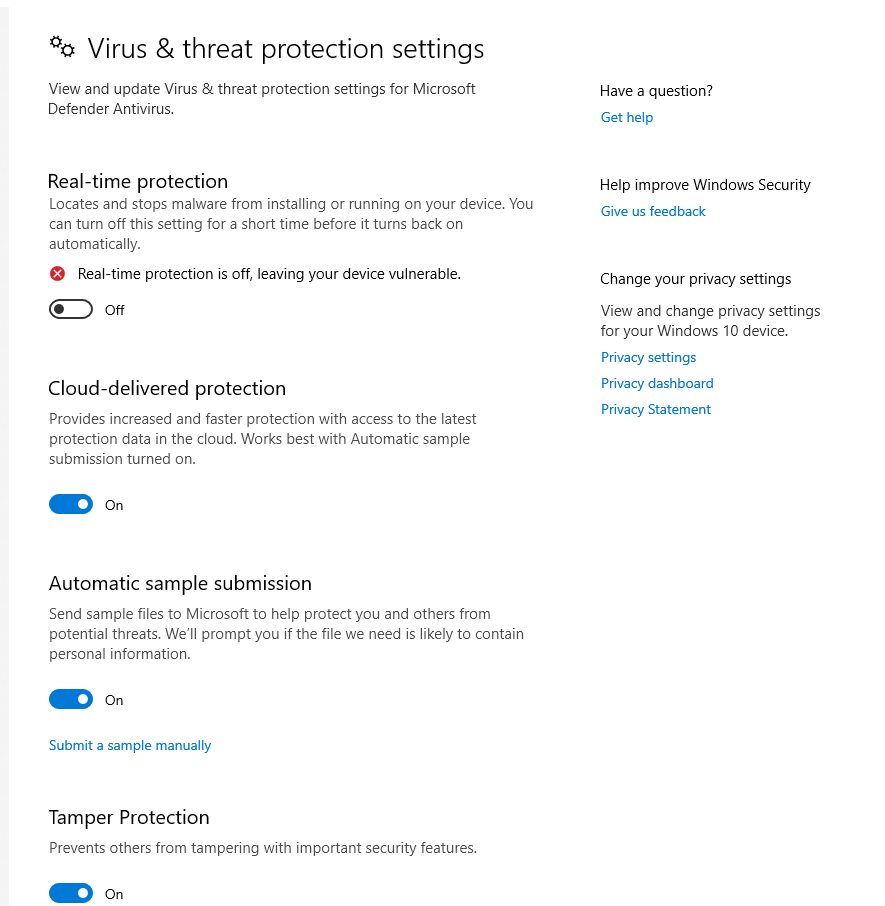 Virus & threat protection settings
View and update Virus & threat protection settings for Microsoft
Defender Antivirus.
Real-time protection
Locates and stops malware from installing or running on your device. You
can turn off this setting for a short time before it turns back on
automatically.
Real-time protection is off, leaving your device vulnerable.
Off
Cloud-delivered protection
Provides increased and faster protection with access to the latest
protection data in the cloud. Works best with Automatic sample
submission turned on.
On
Automatic sample submission
Send sample files to Microsoft to help protect you and others from
potential threats. We’ll prompt you if the file we need is likely to contain
personal information.
On
Submit a sample manually
Tamper Protection
Prevents others from tampering with important security features.
On
Have a question?
Get help
Help improve Windows Security
Give us feedback
Change your privacy settings
View and change privacy settings
for your Windows 10 device.
Privacy settings
Privacy dashboard
Privacy Statement